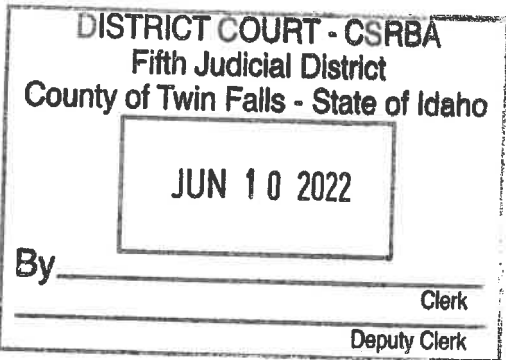 DISTRICT COURT - CSRBA
Fifth Judicial District
County of Twin Falls - State of Idaho
JUN 10 2022
By
Clerk
Deputy Clerk